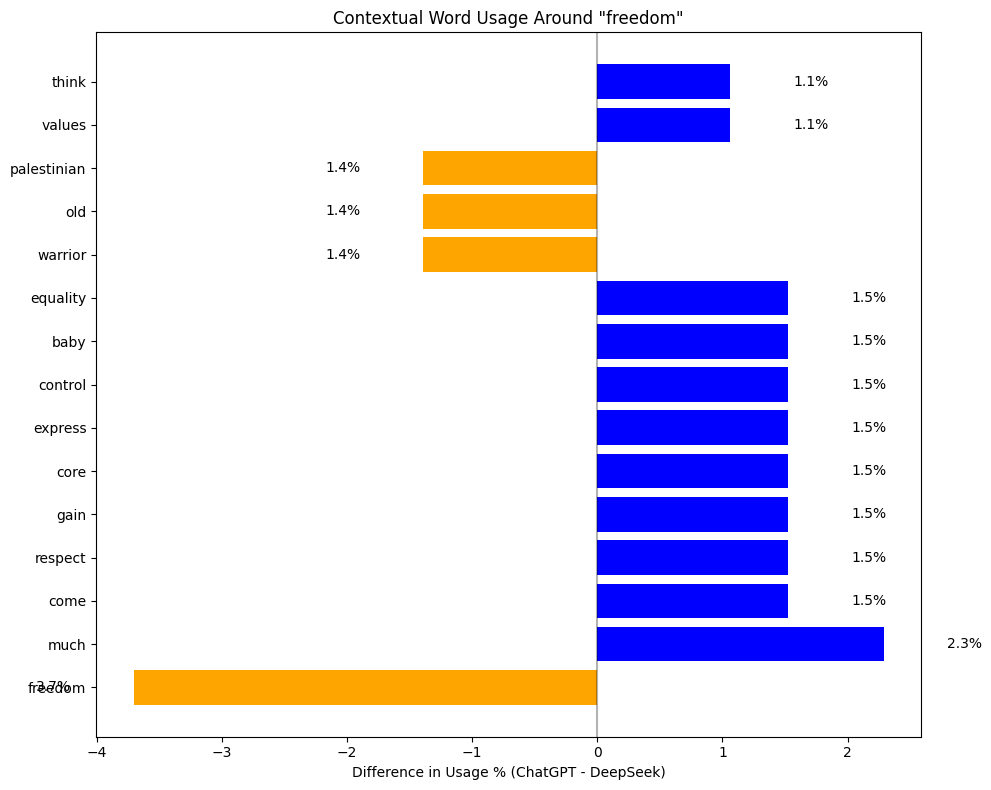 Contextual Word Usage Around "freedom"
think 1.1%
values 1.1%
palestinian 1.4%
old 1.4%
warrior 1.4%
equality 1.5%
baby 1.5%
control 1.5%
express 1.5%
core 1.5%
gain 1.5%
respect 1.5%
come 1.5%
much 2.3%
freedom 3.7%
−4 −3 −2 −1 0 1 2
Difference in Usage % (ChatGPT - DeepSeek)